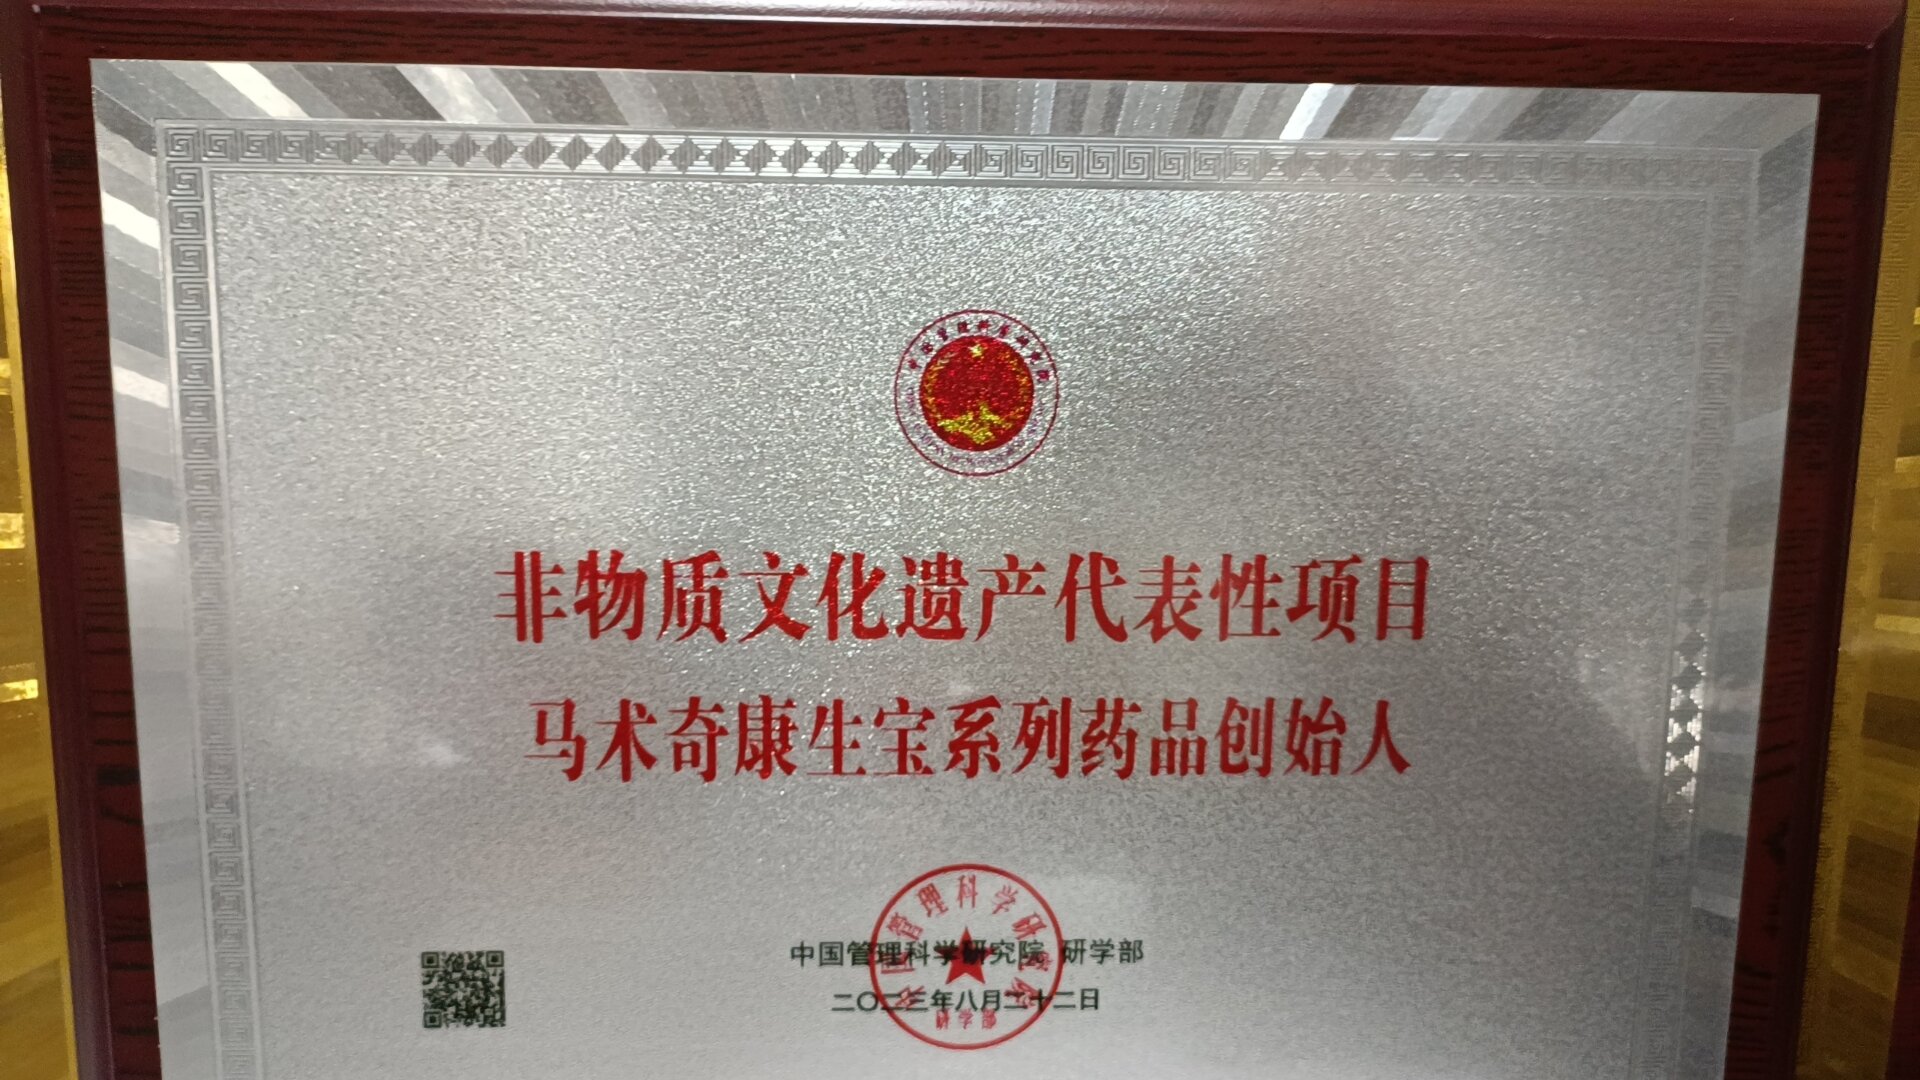 非物质文化遗产代表性项目
马术奇康生宝系列药品创始人
中国管理科学研究院 研学部
二〇二三年八月二十二日